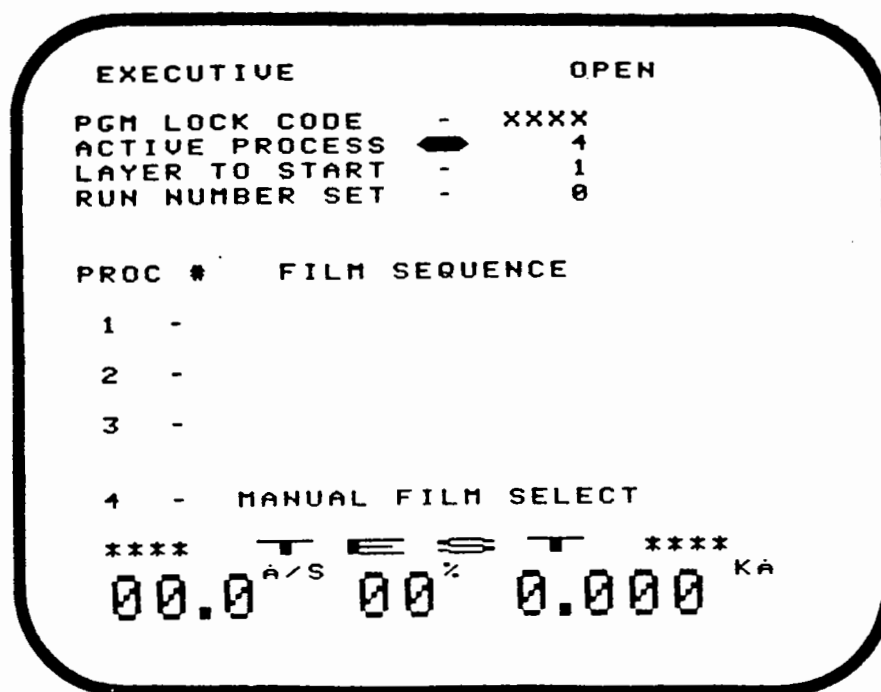 EXECUTIVE OPEN
PGM LOCK CODE - XXXX
ACTIVE PROCESS 4
LAYER TO START - 1
RUN NUMBER SET - 0
PROC # FILM SEQUENCE
1 -
2 -
3 -
4 - MANUAL FILM SELECT
**** TEST ****
00.0 Å/S 00 % 0.000 KÅ